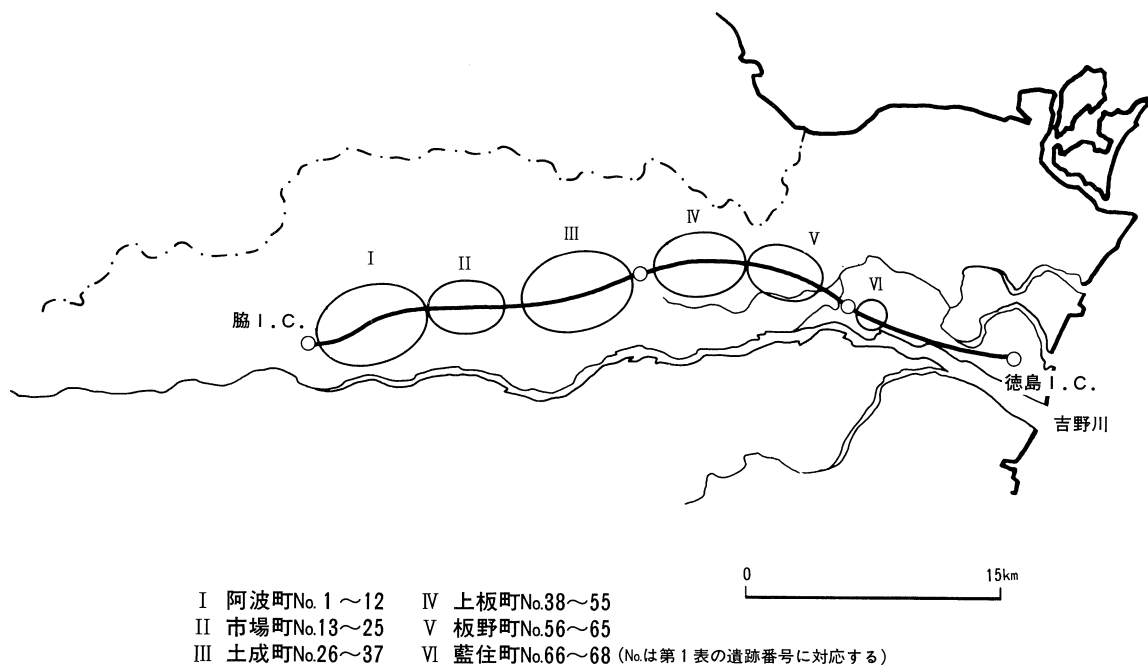 Ⅳ
Ⅲ
Ⅴ
Ⅰ
Ⅱ
Ⅵ
脇I.C.
徳島I.C.
吉野川
0 15km
Ⅰ 阿波町No.1～12 Ⅳ 上板町No.38～55
Ⅱ 市場町No.13～25 Ⅴ 板野町No.56～65
Ⅲ 土成町No.26～37 Ⅵ 藍住町No.66～68(No.は第1表の遺跡番号に対応する)